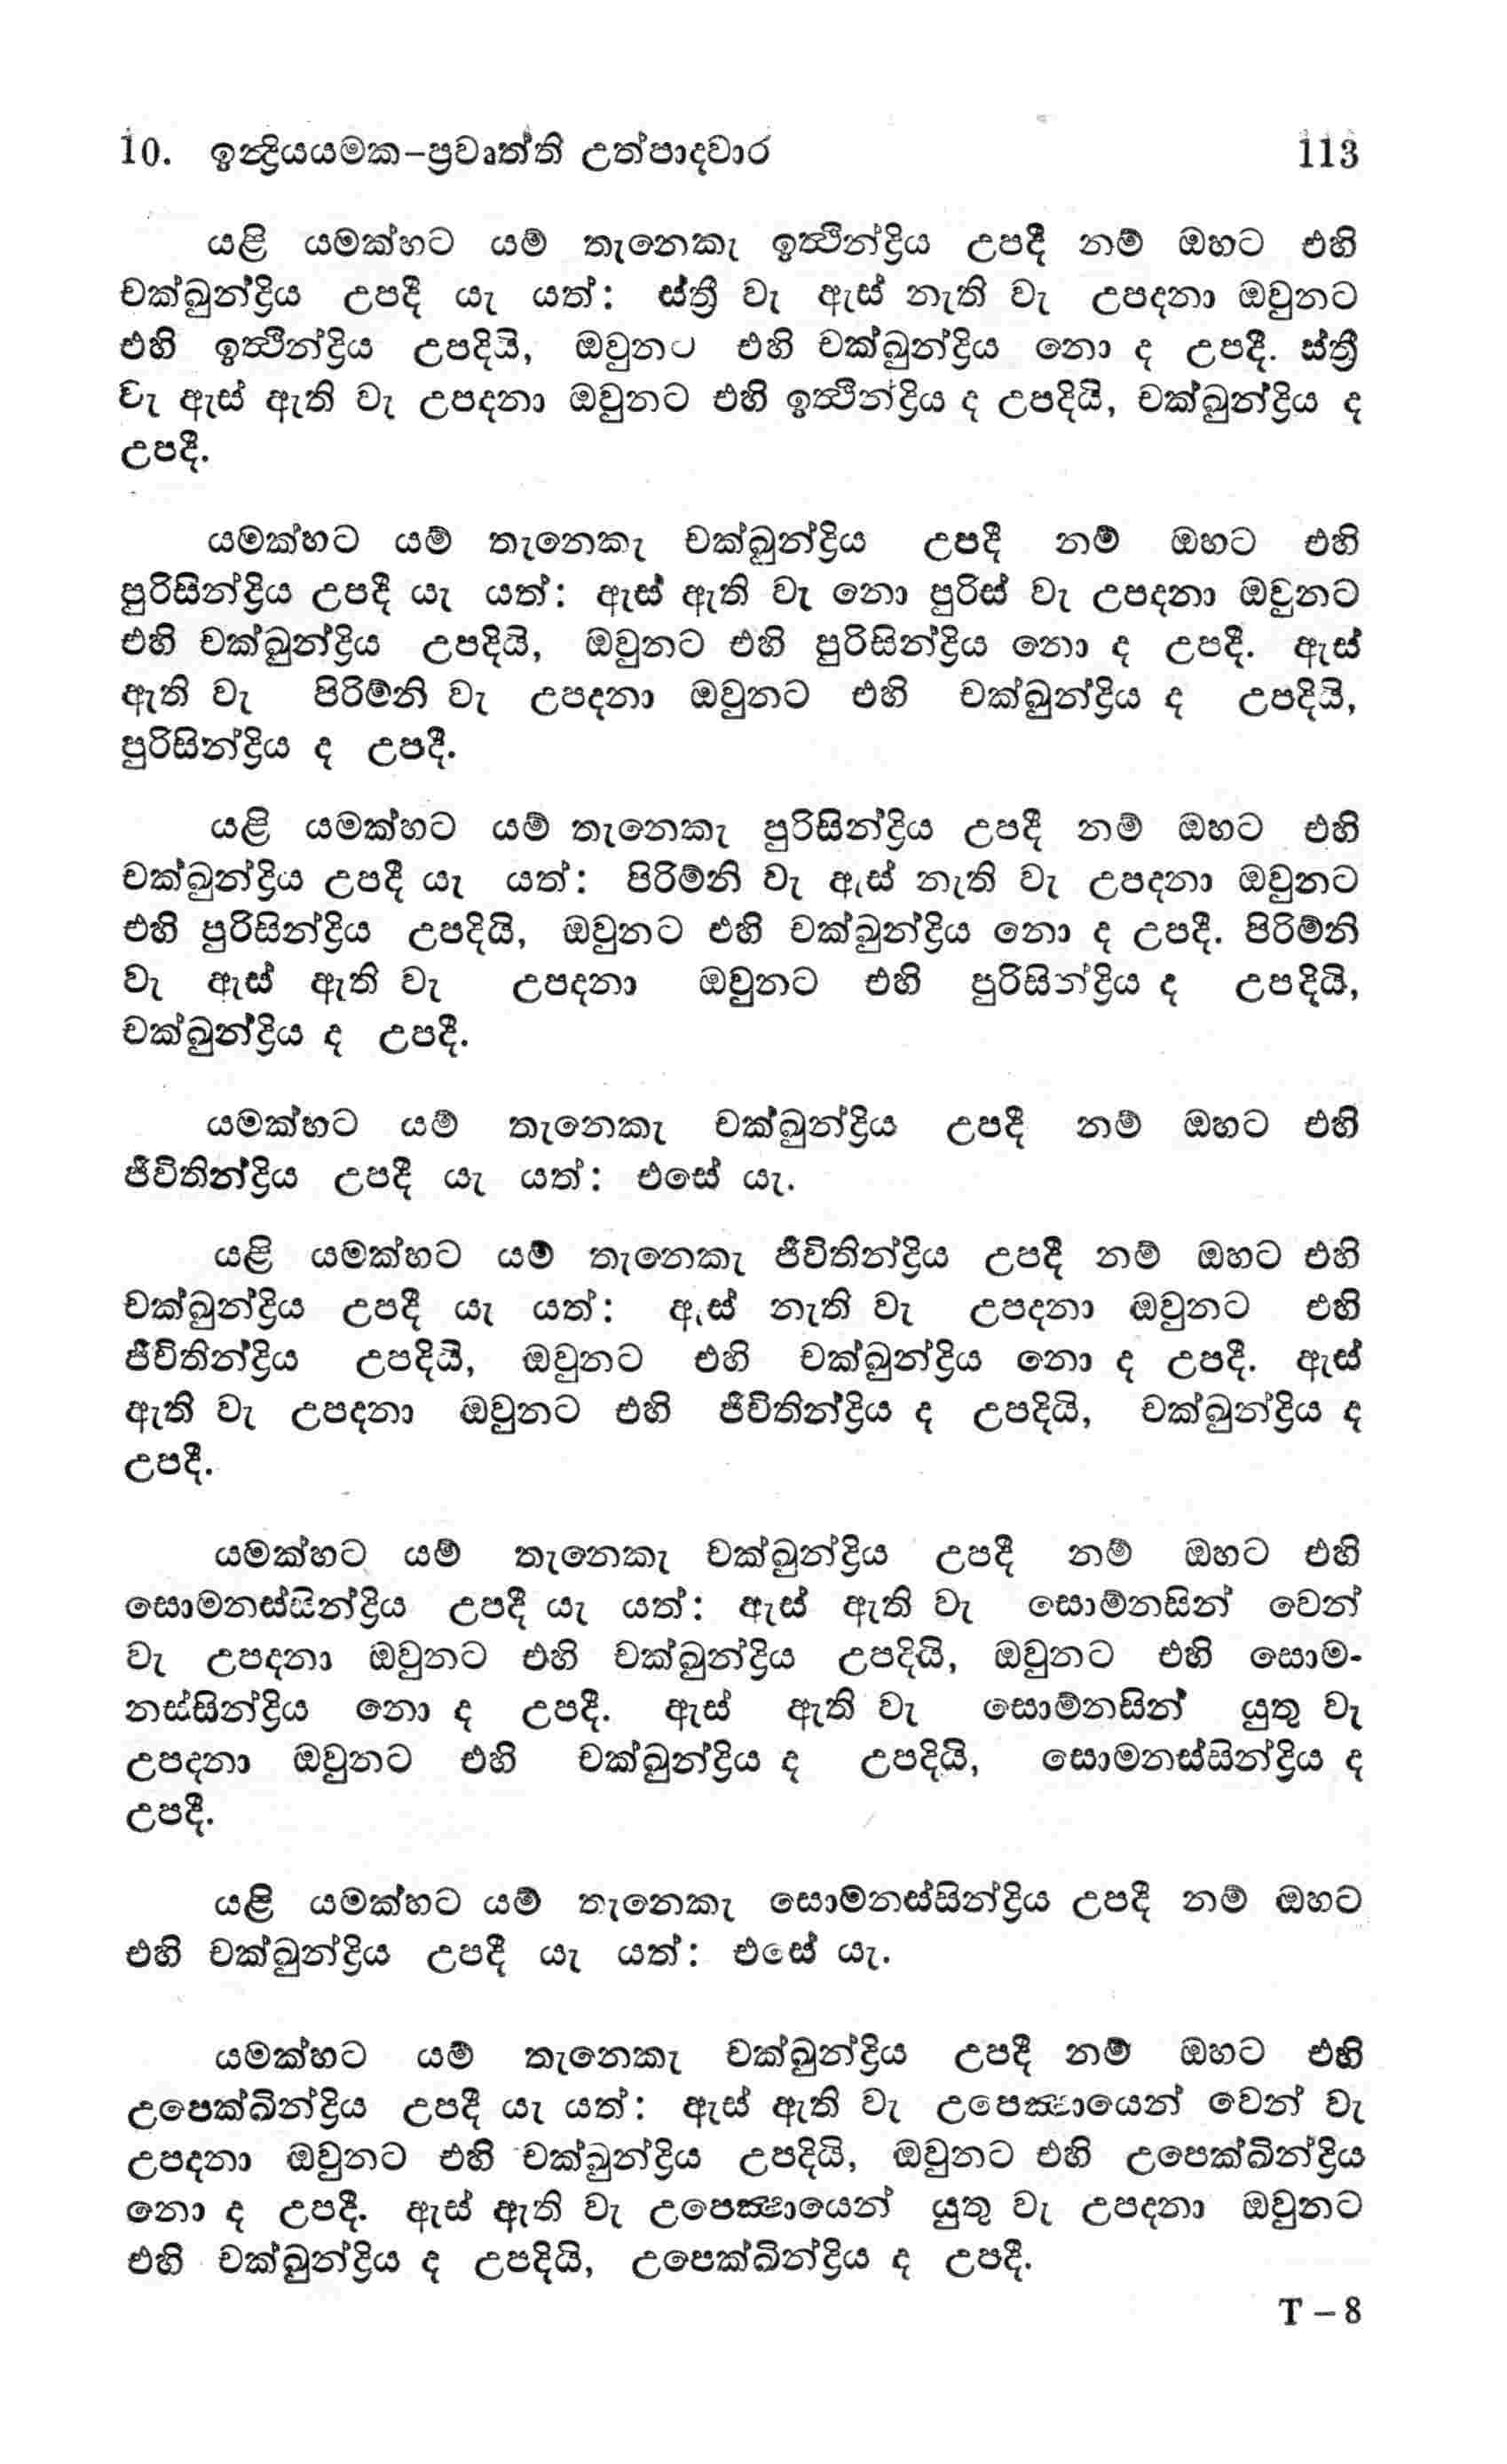 10. ඉන්ද්‍රියයමක-ප්‍රවෘත්ති උත්පාදවාර 113
යළි යමක්හට යම් තැනෙකැ ඉත්‍ථින්ද්‍රිය උපදී නම් ඔහට එහි
චක්ඛුන්ද්‍රිය උපදී යැ යත්: ස්ත්‍රී වැ ඇස් නැති වැ උපදනා ඔවුනට
එහි ඉත්‍ථින්ද්‍රිය උපදියි, ඔවුනට එහි චක්ඛුන්ද්‍රිය නො ද උපදී. ස්ත්‍රී
වැ ඇස් ඇති වැ උපදනා ඔවුනට එහි ඉත්‍ථින්ද්‍රිය ද උපදියි, චක්ඛුන්ද්‍රිය ද
උපදී.
යමක්හට යම් තැනෙකැ චක්ඛුන්ද්‍රිය උපදී නම් ඔහට එහි
පුරිසින්ද්‍රිය උපදී යැ යත්: ඇස් ඇති වැ නො පුරිස් වැ උපදනා ඔවුනට
එහි චක්ඛුන්ද්‍රිය උපදියි, ඔවුනට එහි පුරිසින්ද්‍රිය නො ද උපදී. ඇස්
ඇති වැ පිරිම්නි වැ උපදනා ඔවුනට එහි චක්ඛුන්ද්‍රිය ද උපදියි,
පුරිසින්ද්‍රිය ද උපදී.
යළි යමක්හට යම් තැනෙකැ පුරිසින්ද්‍රිය උපදී නම් ඔහට එහි
චක්ඛුන්ද්‍රිය උපදී යැ යත්: පිරිම්නි වැ ඇස් නැති වැ උපදනා ඔවුනට
එහි පුරිසින්ද්‍රිය උපදියි, ඔවුනට එහි චක්ඛුන්ද්‍රිය නො ද උපදී. පිරිම්නි
වැ ඇස් ඇති වැ උපදනා ඔවුනට එහි පුරිසින්ද්‍රිය ද උපදියි,
චක්ඛුන්ද්‍රිය ද උපදී.
යමක්හට යම් තැනෙකැ චක්ඛුන්ද්‍රිය උපදී නම් ඔහට එහි
ජීවිතින්ද්‍රිය උපදී යැ යත්: එසේ යැ.
යළි යමක්හට යම් තැනෙකැ ජීවිතින්ද්‍රිය උපදී නම් ඔහට එහි
චක්ඛුන්ද්‍රිය උපදී යැ යත්: ඇස් නැති වැ උපදනා ඔවුනට එහි
ජීවිතින්ද්‍රිය උපදියි, ඔවුනට එහි චක්ඛුන්ද්‍රිය නො ද උපදී. ඇස්
ඇති වැ උපදනා ඔවුනට එහි ජීවිතින්ද්‍රිය ද උපදියි, චක්ඛුන්ද්‍රිය ද
උපදී.
යමක්හට යම් තැනෙකැ චක්ඛුන්ද්‍රිය උපදී නම් ඔහට එහි
සොමනස්සින්ද්‍රිය උපදී යැ යත්: ඇස් ඇති වැ සොම්නසින් වෙන්
වැ උපදනා ඔවුනට එහි චක්ඛුන්ද්‍රිය උපදියි, ඔවුනට එහි සොම-
නස්සින්ද්‍රිය නො ද උපදී. ඇස් ඇති වැ සොම්නසින් යුතු වැ
උපදනා ඔවුනට එහි චක්ඛුන්ද්‍රිය ද උපදියි, සොමනස්සින්ද්‍රිය ද
උපදී.
යළි යමක්හට යම් තැනෙකැ සොමනස්සින්ද්‍රිය උපදී නම් ඔහට
එහි චක්ඛුන්ද්‍රිය උපදී යැ යත්: එසේ යැ.
යමක්හට යම් තැනෙකැ චක්ඛුන්ද්‍රිය උපදී නම් ඔහට එහි
උපෙක්ඛින්ද්‍රිය උපදී යැ යත්: ඇස් ඇති වැ උපෙක්‍ෂායෙන් වෙන් වැ
උපදනා ඔවුනට එහි චක්ඛුන්ද්‍රිය උපදියි, ඔවුනට එහි උපෙක්ඛින්ද්‍රිය
නො ද උපදී. ඇස් ඇති වැ උපෙක්‍ෂායෙන් යුතු වැ උපදනා ඔවුනට
එහි චක්ඛුන්ද්‍රිය ද උපදියි, උපෙක්ඛින්ද්‍රිය ද උපදී.
T – 8